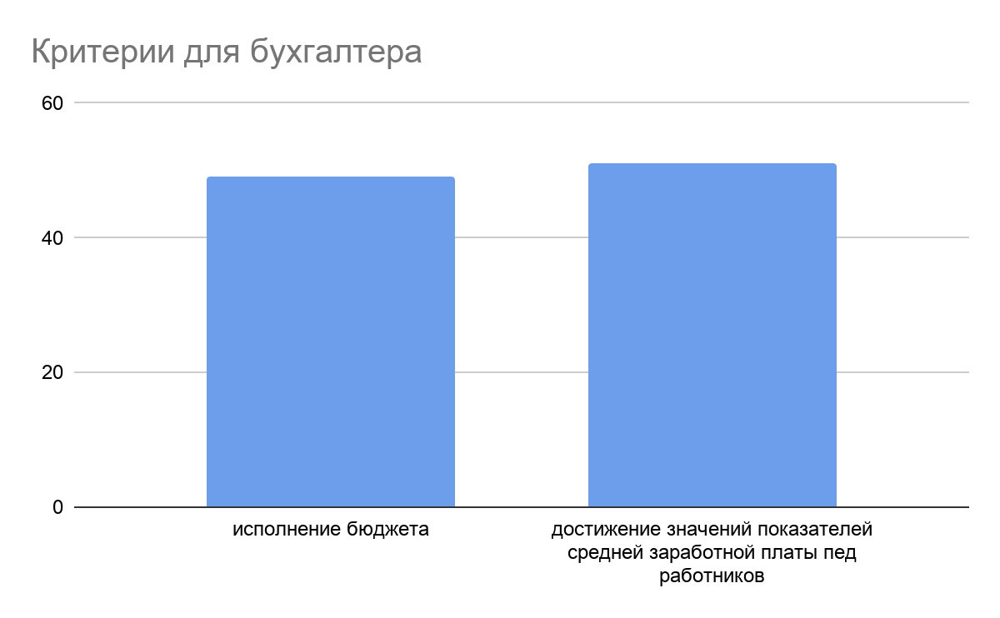 Критерии для бухгалтера
60
40
20
0
исполнение бюджета
достижение значений показателей
средней заработной платы пед
работников